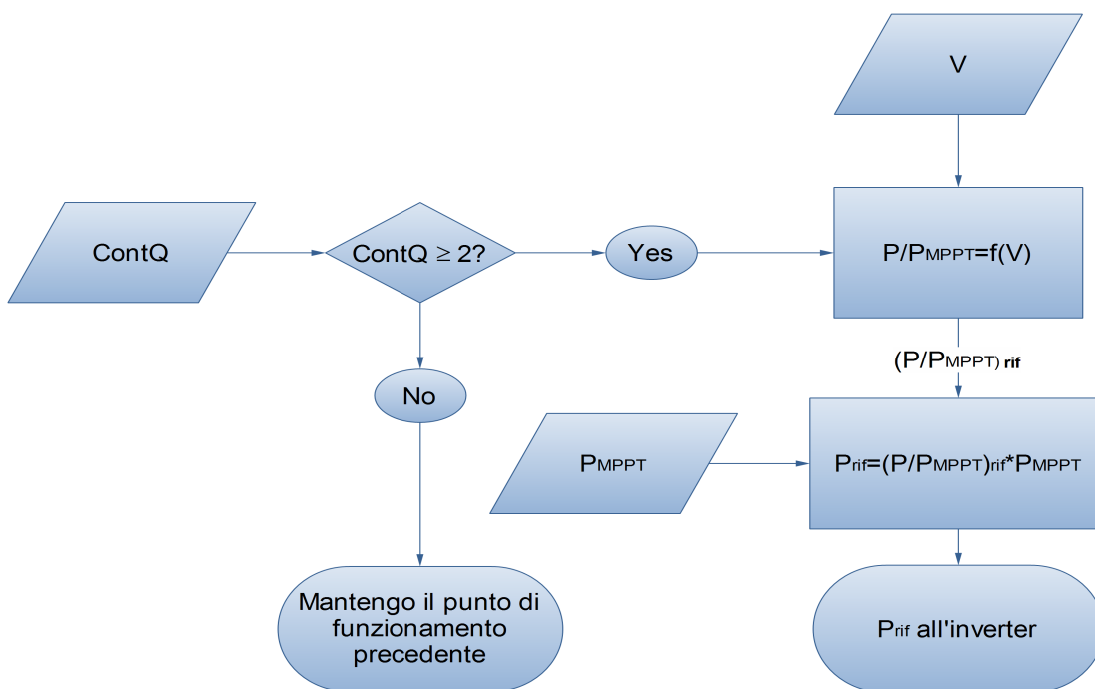 V
ContQ
ContQ ≥ 2?
Yes
P/PMPPT=f(V)
(P/PMPPT) rif
No
PMPPT
Prif=(P/PMPPT)rif*PMPPT
Mantengo il punto di
funzionamento
precedente
Prif all'inverter